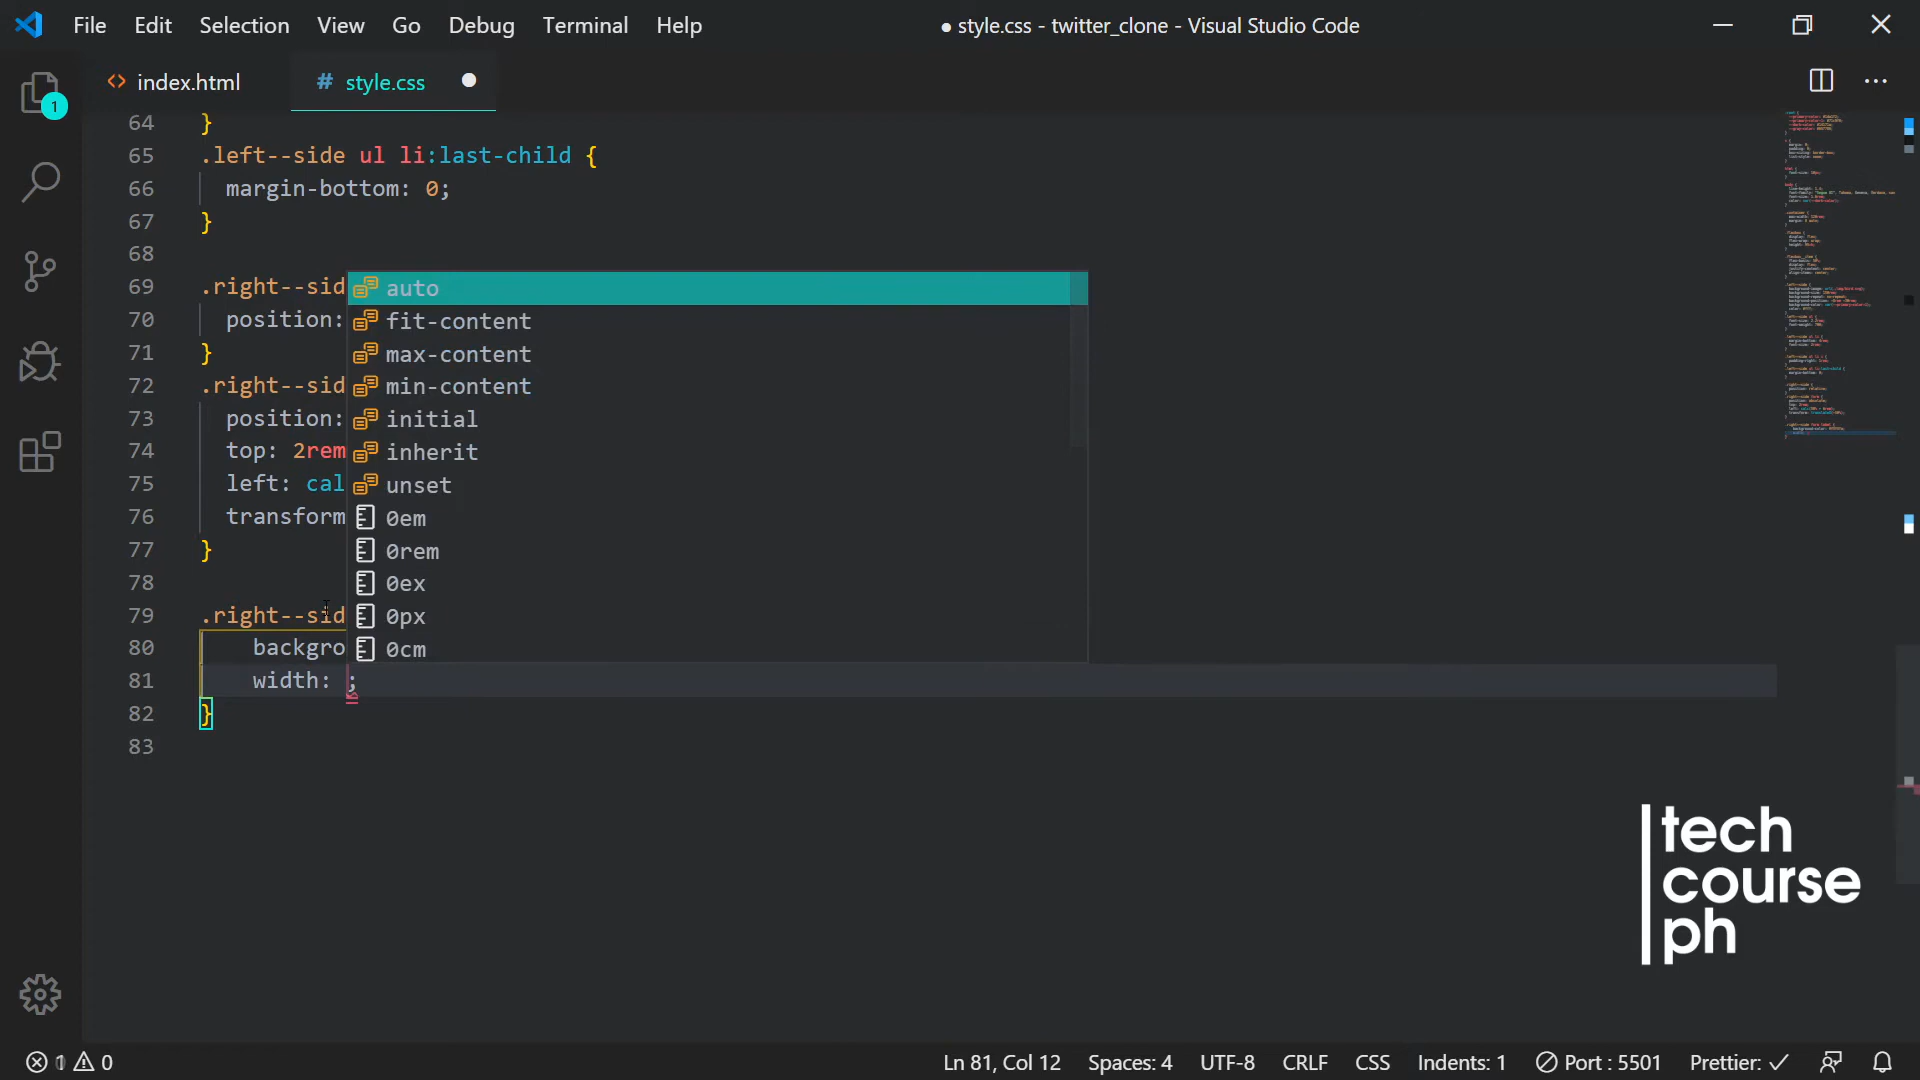 File Edit Selection View Go Debug Terminal Help
● style.css - twitter_clone - Visual Studio Code
index.html
# style.css
1
64 }
65 .left--side ul li:last-child {
66 margin-bottom: 0;
67 }
68
69 .right--sid
70 position:
71 }
72 .right--sid
73 position:
74 top: 2rem
75 left: cal
76 transform
77 }
78
79 .right--sid
80 backgro
81 width: ;
82 }
83
auto
fit-content
max-content
min-content
initial
inherit
unset
0em
0rem
0ex
0px
0cm
tech
course
ph
1 0
Ln 81, Col 12 Spaces: 4 UTF-8 CRLF CSS Indents: 1 Port : 5501 Prettier: ✓